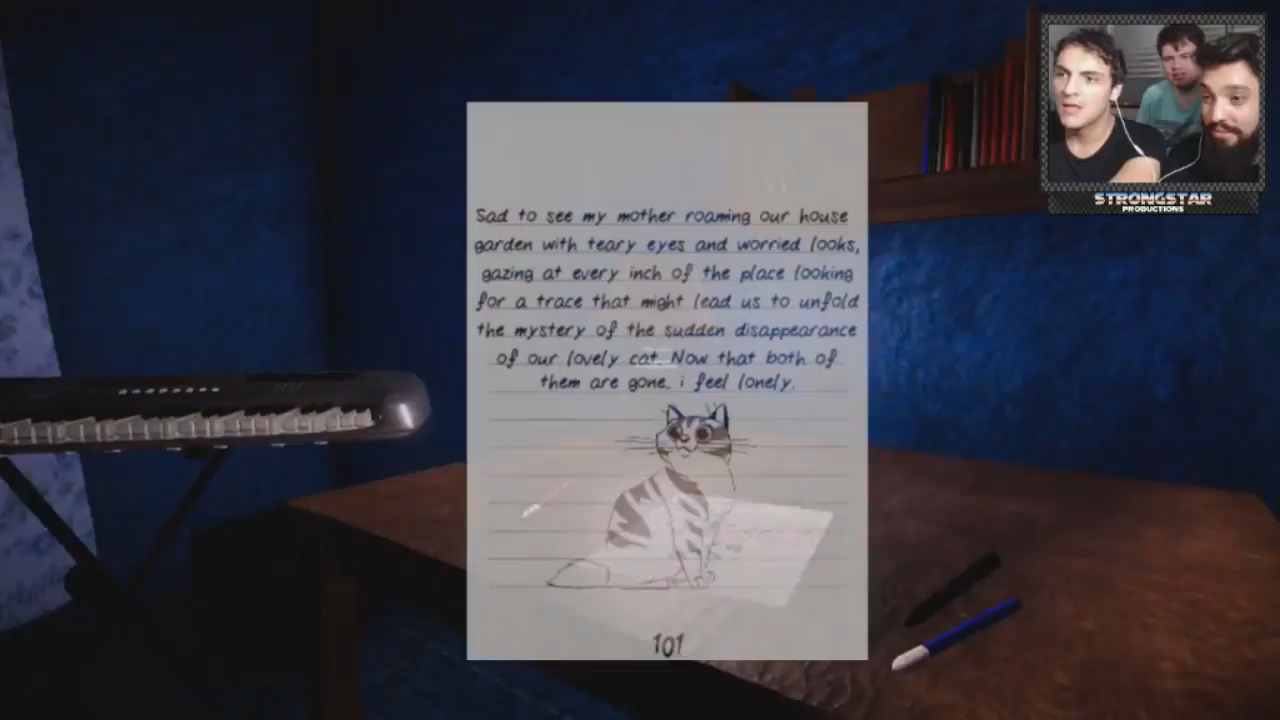 Sad to see my mother roaming our house
garden with teary eyes and worried looks,
gazing at every inch of the place looking
for a trace that might lead us to unfold
the mystery of the sudden disappearance
of our lovely cat. Now that both of
them are gone. i feel lonely.
101
STRONGSTAR
PRODUCTIONS